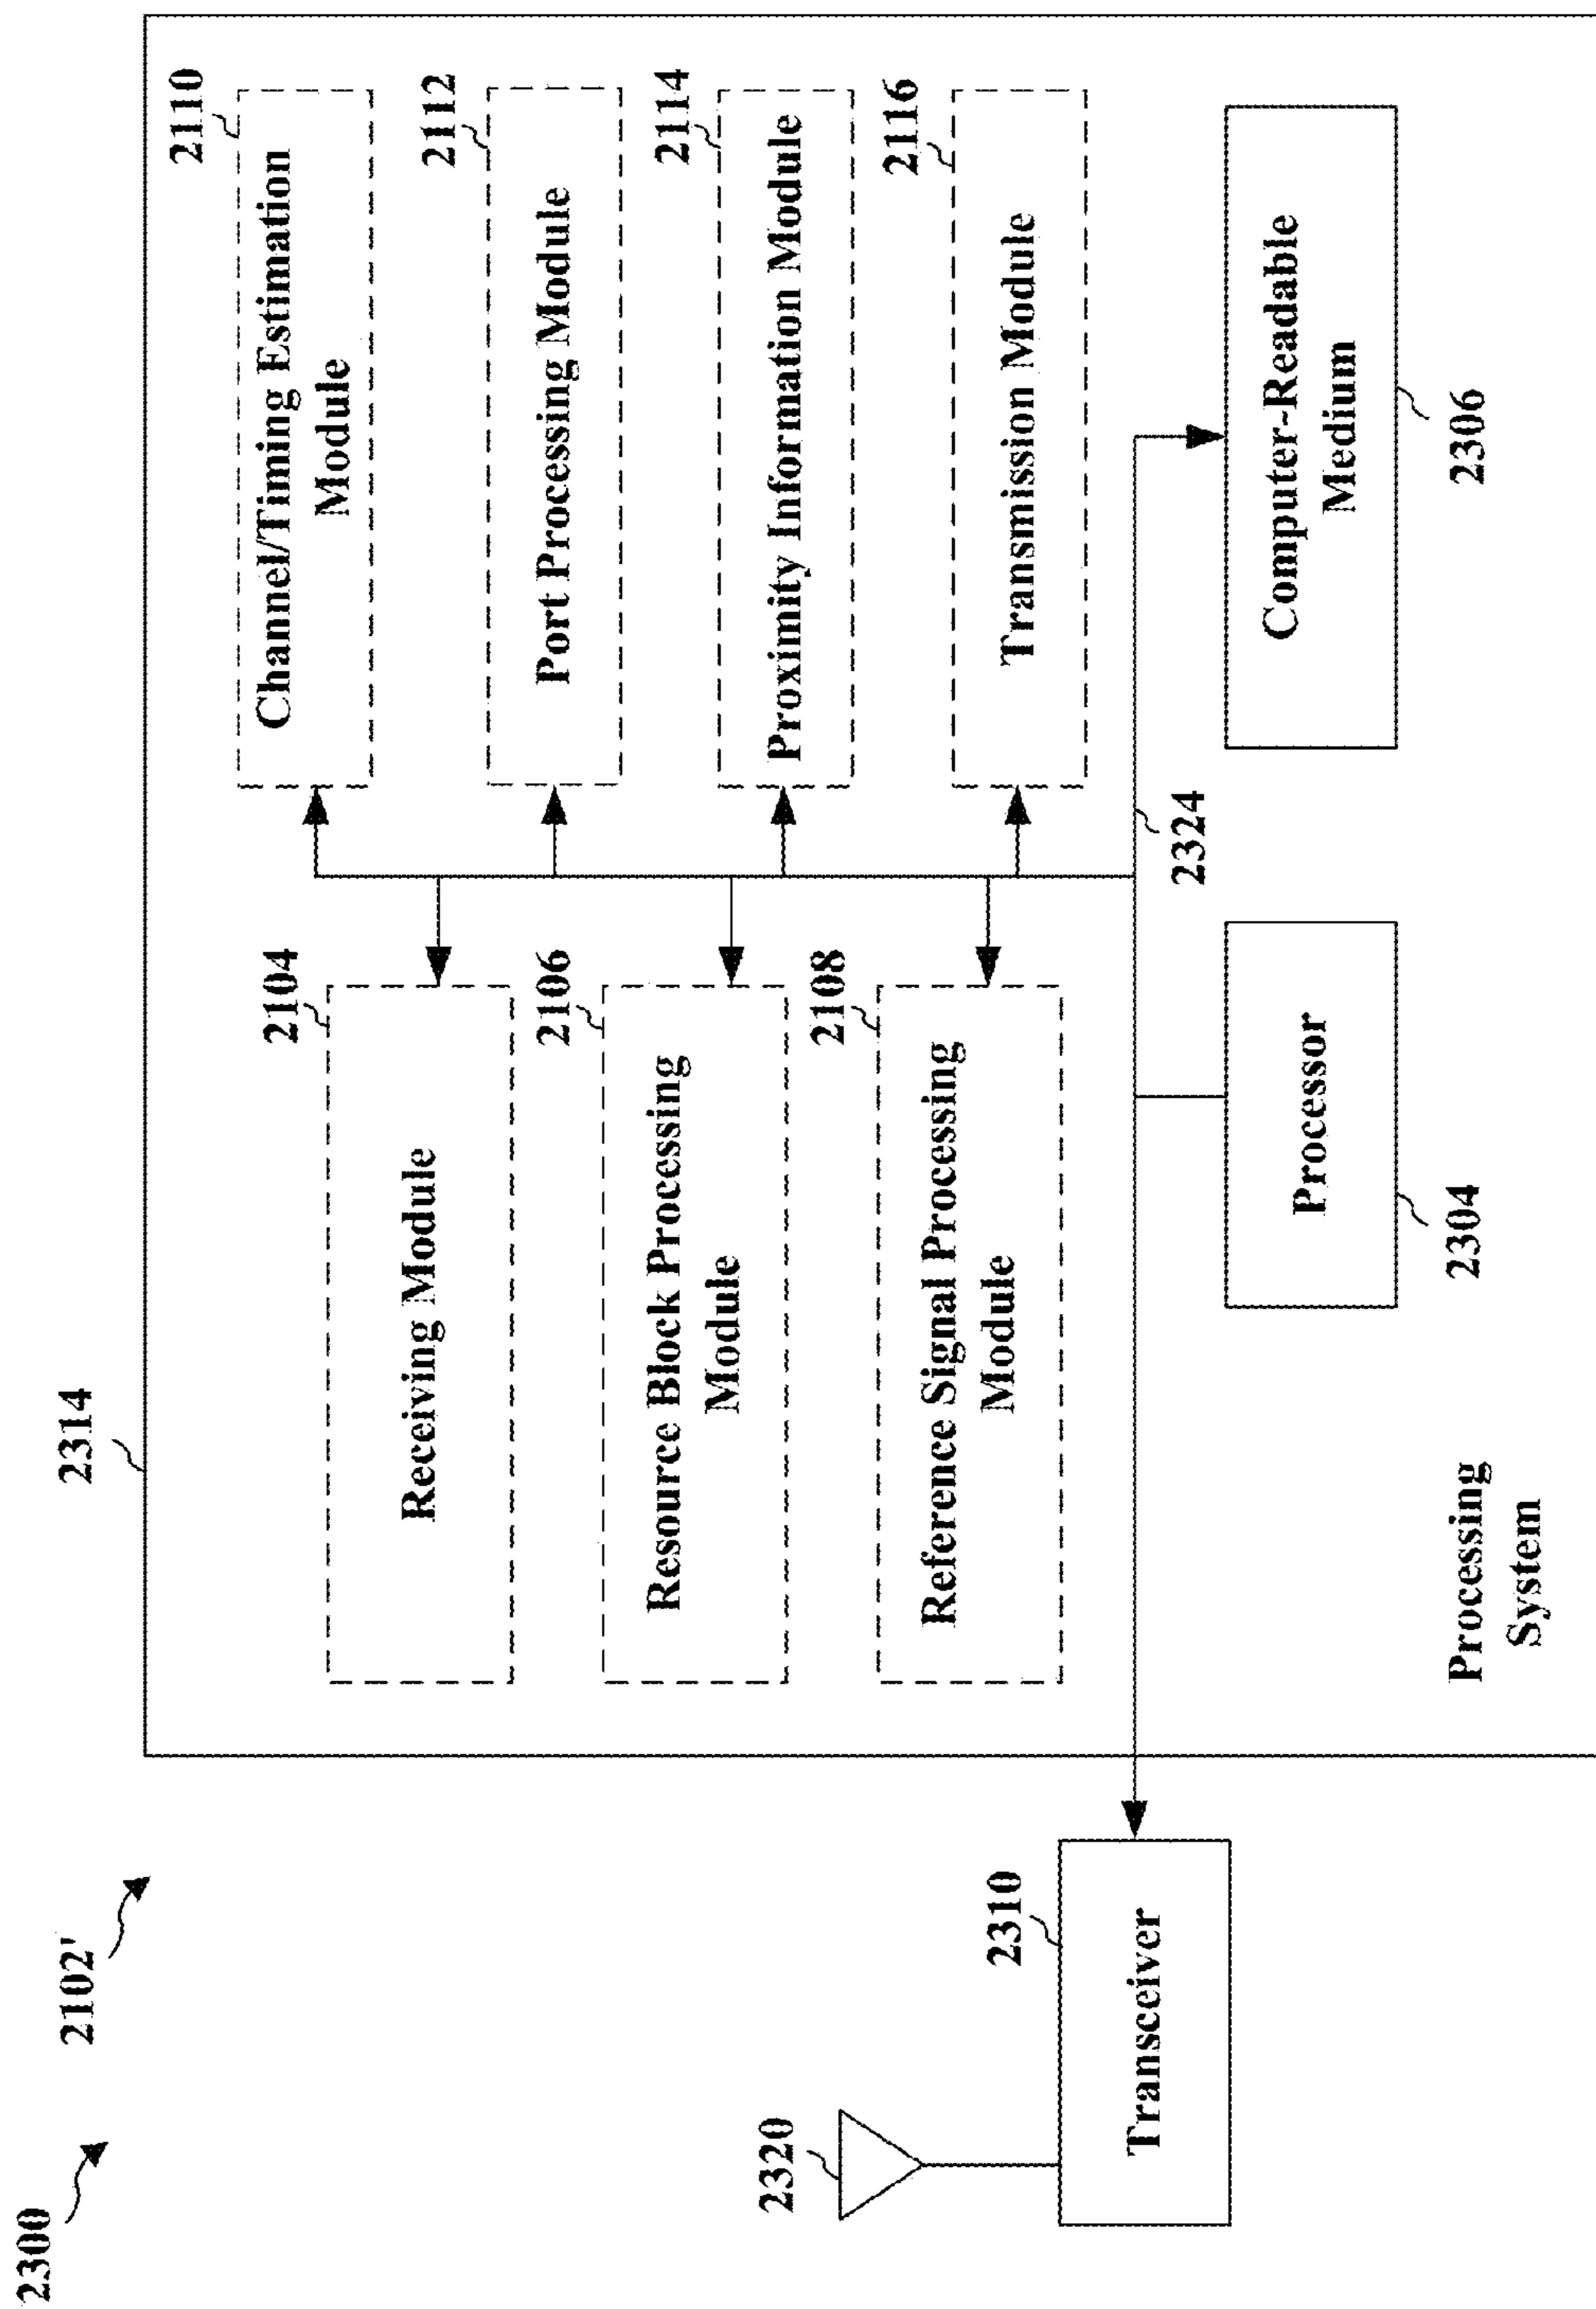 2300
2102'
2314
2104
Receiving Module
2106
Resource Block Processing
Module
2108
Reference Signal Processing
Module
2110
Channel/Timing Estimation
Module
2112
Port Processing Module
2114
Proximity Information Module
2116
Transmission Module
2320
2310
Transceiver
2324
Processor
2304
Computer-Readable
Medium
2306
Processing
System